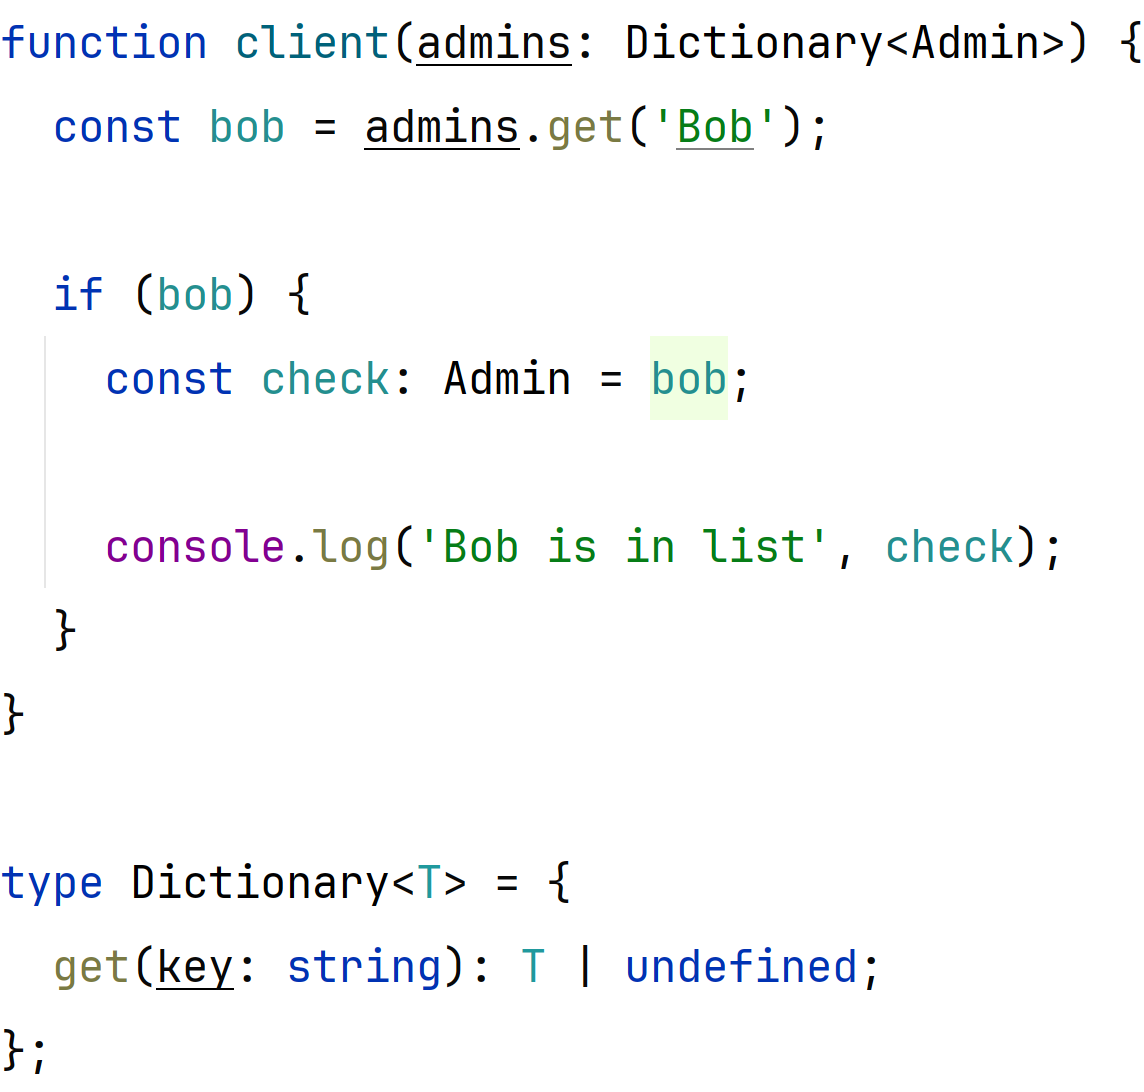 function client(admins: Dictionary<Admin>) {
  const bob = admins.get('Bob');

  if (bob) {
    const check: Admin = bob;

    console.log('Bob is in list', check);
  }
}

type Dictionary<T> = {
  get(key: string): T | undefined;
};